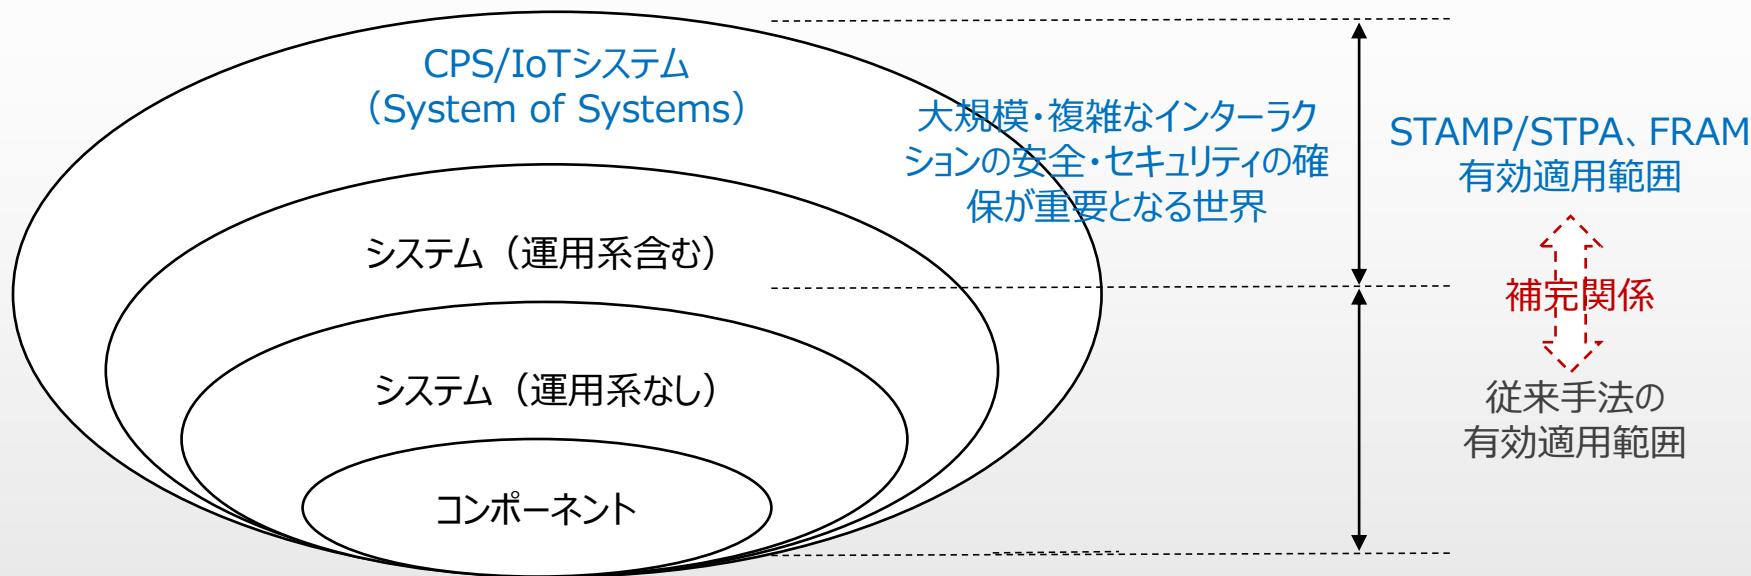 CPS/IoTシステム
（System of Systems）
大規模・複雑なインターラク
ションの安全・セキュリティの確
保が重要となる世界
システム（運用系含む）
システム（運用系なし）
コンポーネント
STAMP/STPA、FRAM
有効適用範囲
補完関係
従来手法の
有効適用範囲